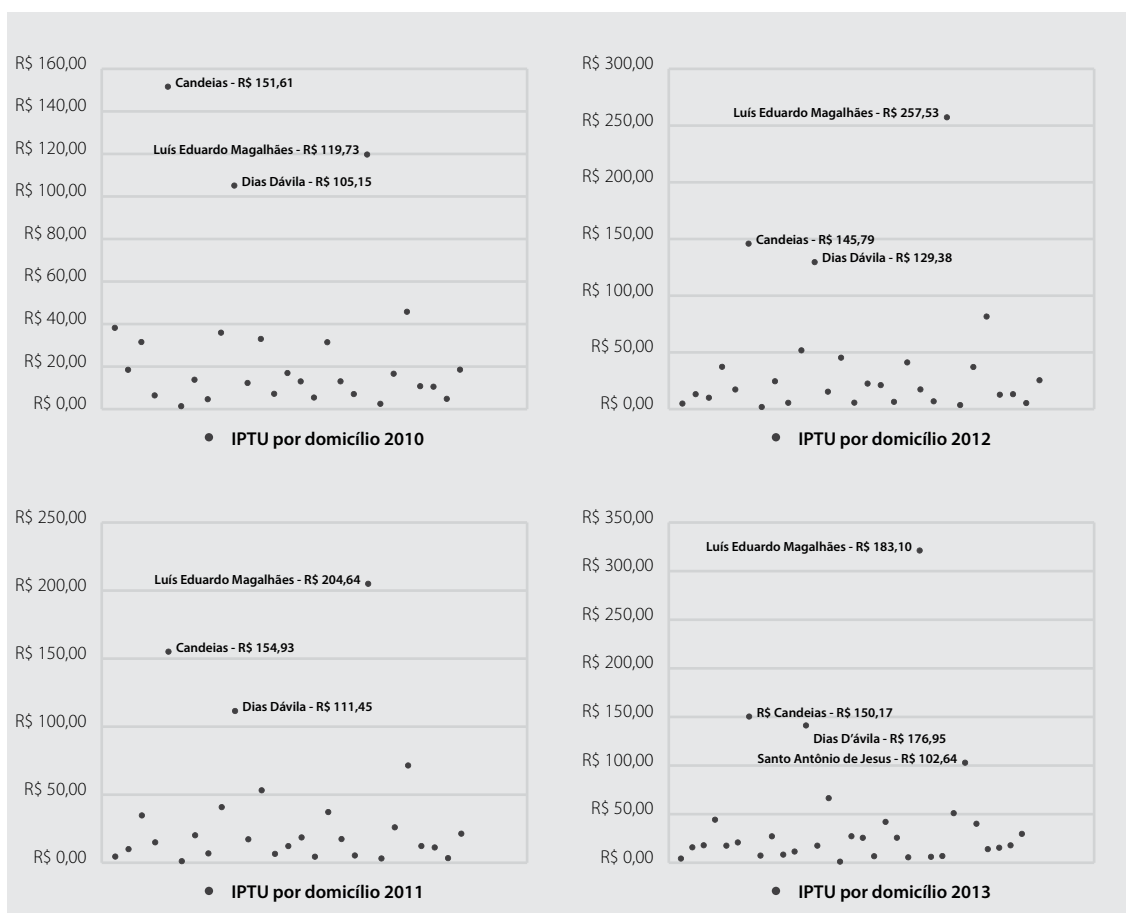 R$ 160,00
R$ 140,00
R$ 120,00
R$ 100,00
R$ 80,00
R$ 60,00
R$ 40,00
R$ 20,00
R$ 0,00
Candeias - R$ 151,61
Luís Eduardo Magalhães - R$ 119,73
Dias Dávila - R$ 105,15
IPTU por domicílio 2010
R$ 300,00
R$ 250,00
R$ 200,00
R$ 150,00
R$ 100,00
R$ 50,00
R$ 0,00
Luís Eduardo Magalhães - R$ 257,53
Candeias - R$ 145,79
Dias Dávila - R$ 129,38
IPTU por domicílio 2012
R$ 250,00
R$ 200,00
R$ 150,00
R$ 100,00
R$ 50,00
R$ 0,00
Luís Eduardo Magalhães - R$ 204,64
Candeias - R$ 154,93
Dias Dávila - R$ 111,45
IPTU por domicílio 2011
R$ 350,00
R$ 300,00
R$ 250,00
R$ 200,00
R$ 150,00
R$ 100,00
R$ 50,00
R$ 0,00
Luís Eduardo Magalhães - R$ 183,10
R$ Candeias - R$ 150,17
Dias D’ávila - R$ 176,95
Santo Antônio de Jesus - R$ 102,64
IPTU por domicílio 2013